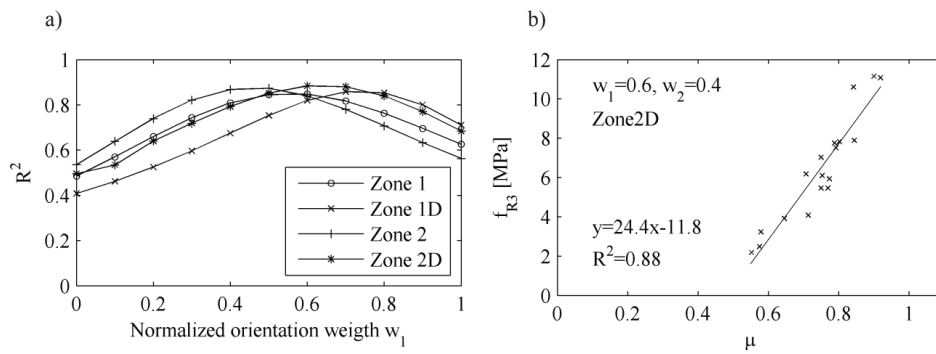 a)
b)
1
0.8
0.6
0.4
0.2
0
R²
0 0.2 0.4 0.6 0.8 1
Normalized orientation weigth w₁
Zone 1
Zone 1D
Zone 2
Zone 2D
12
10
8
6
4
2
0
f_R3 [MPa]
w₁=0.6, w₂=0.4
Zone2D
y=24.4x-11.8
R²=0.88
0 0.2 0.4 0.6 0.8 1
μ